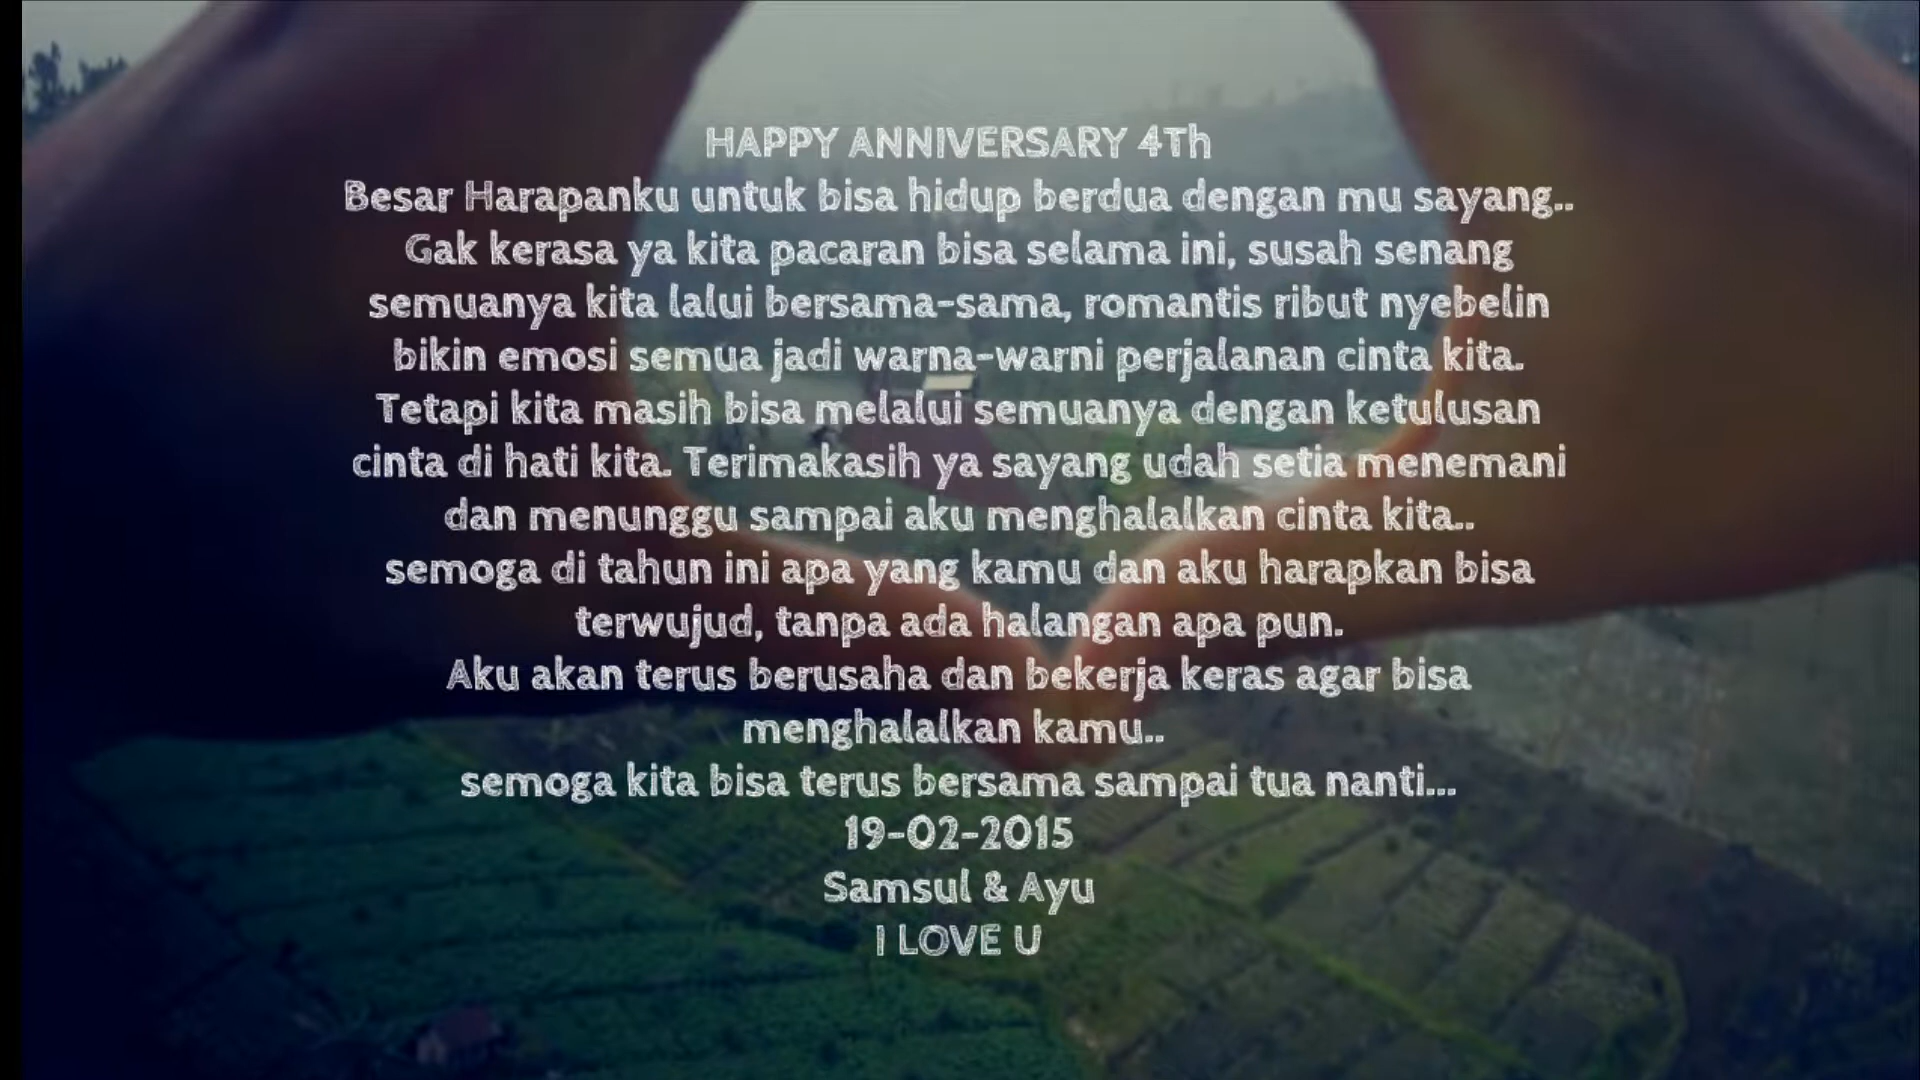 HAPPY ANNIVERSARY 4Th
Besar Harapanku untuk bisa hidup berdua dengan mu sayang..
Gak kerasa ya kita pacaran bisa selama ini, susah senang
semuanya kita lalui bersama-sama, romantis ribut nyebelin
bikin emosi semua jadi warna-warni perjalanan cinta kita.
Tetapi kita masih bisa melalui semuanya dengan ketulusan
cinta di hati kita. Terimakasih ya sayang udah setia menemani
dan menunggu sampai aku menghalalkan cinta kita..
semoga di tahun ini apa yang kamu dan aku harapkan bisa
terwujud, tanpa ada halangan apa pun.
Aku akan terus berusaha dan bekerja keras agar bisa
menghalalkan kamu..
semoga kita bisa terus bersama sampai tua nanti...
19-02-2015
Samsul & Ayu
I LOVE U